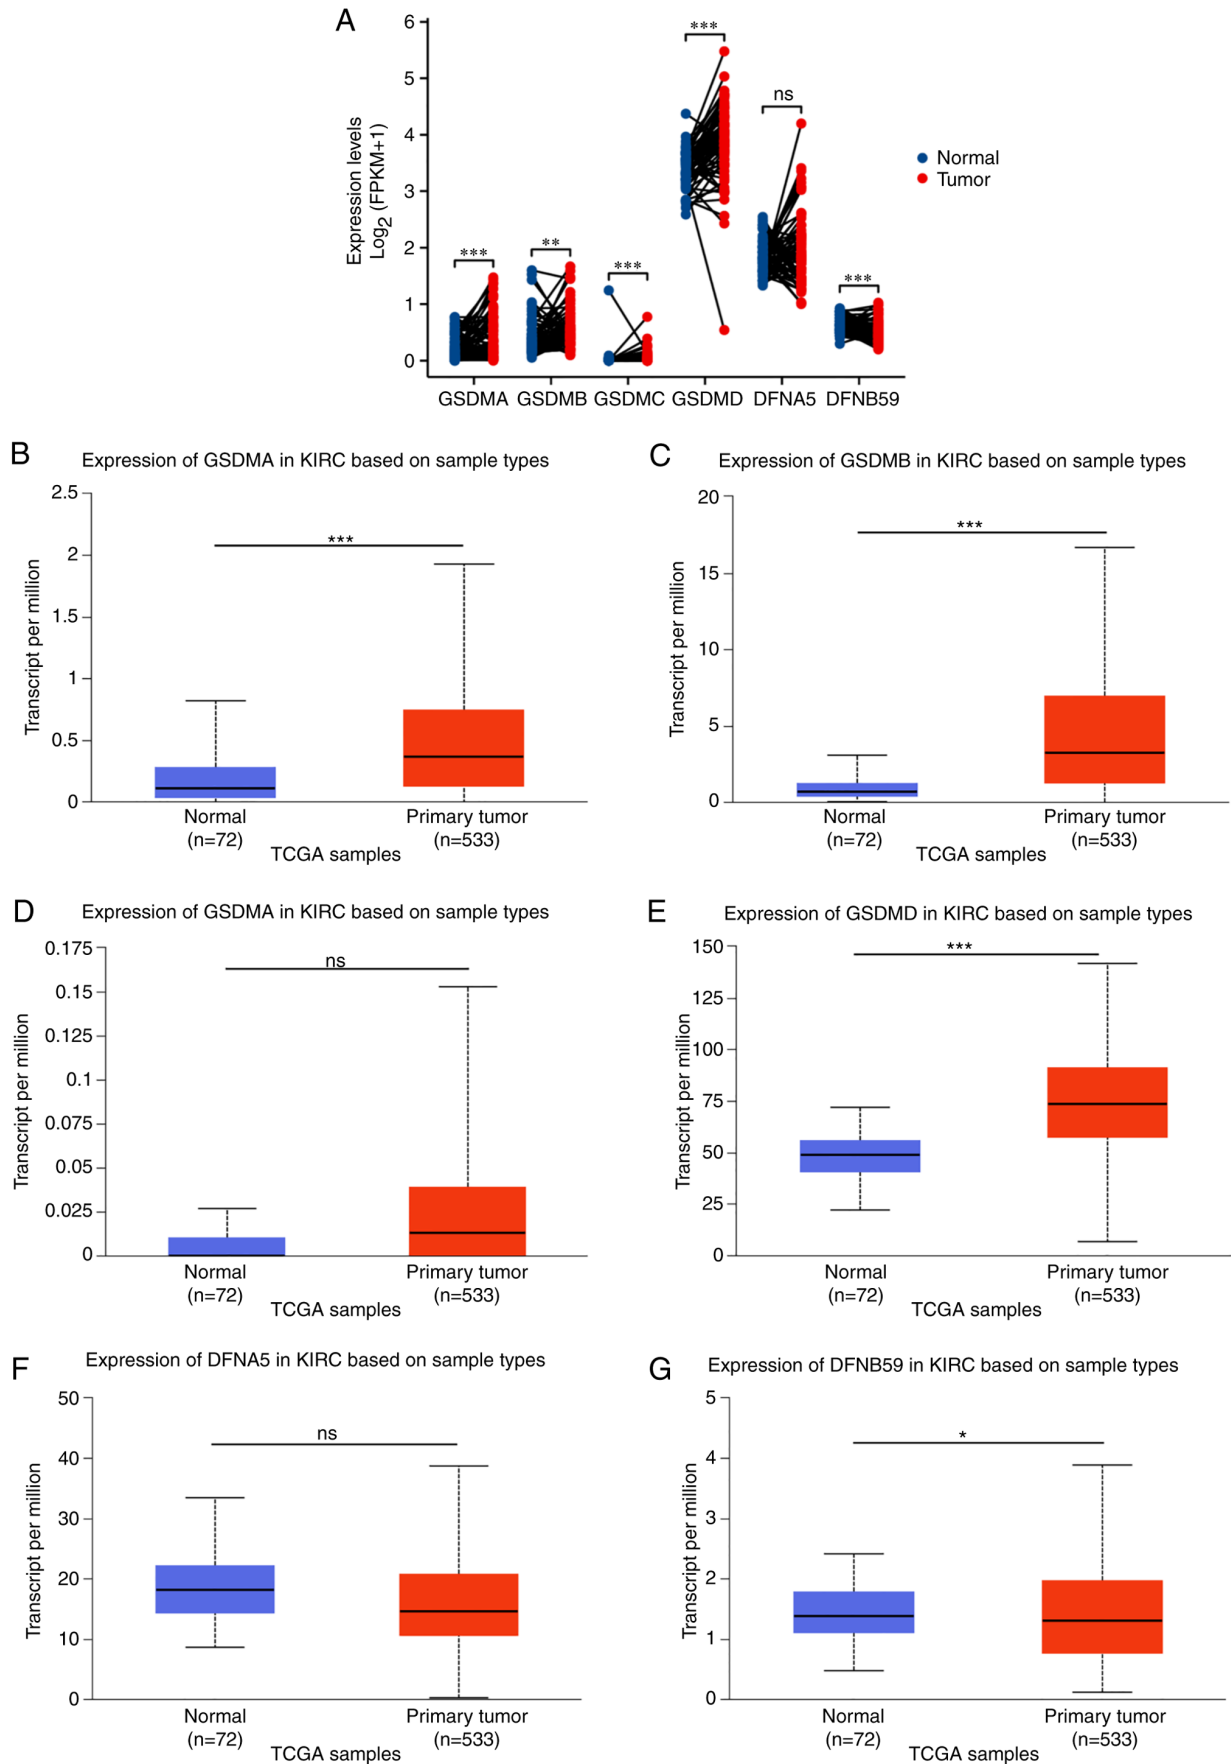 A
6
5
4
3
2
1
0
Expression levels
Log2 (FPKM+1)
***
**
***
***
ns
***
Normal
Tumor
GSDMA GSDMB GSDMC GSDMD DFNA5 DFNB59
B
Expression of GSDMA in KIRC based on sample types
2.5
2
1.5
1
0.5
0
Transcript per million
***
Normal
(n=72)
Primary tumor
(n=533)
TCGA samples
C
Expression of GSDMB in KIRC based on sample types
20
15
10
5
0
Transcript per million
***
Normal
(n=72)
Primary tumor
(n=533)
TCGA samples
D
Expression of GSDMA in KIRC based on sample types
0.175
0.15
0.125
0.1
0.075
0.05
0.025
0
Transcript per million
ns
Normal
(n=72)
Primary tumor
(n=533)
TCGA samples
E
Expression of GSDMD in KIRC based on sample types
150
125
100
75
50
25
0
Transcript per million
***
Normal
(n=72)
Primary tumor
(n=533)
TCGA samples
F
Expression of DFNA5 in KIRC based on sample types
50
40
30
20
10
0
Transcript per million
ns
Normal
(n=72)
Primary tumor
(n=533)
TCGA samples
G
Expression of DFNB59 in KIRC based on sample types
5
4
3
2
1
0
Transcript per million
*
Normal
(n=72)
Primary tumor
(n=533)
TCGA samples